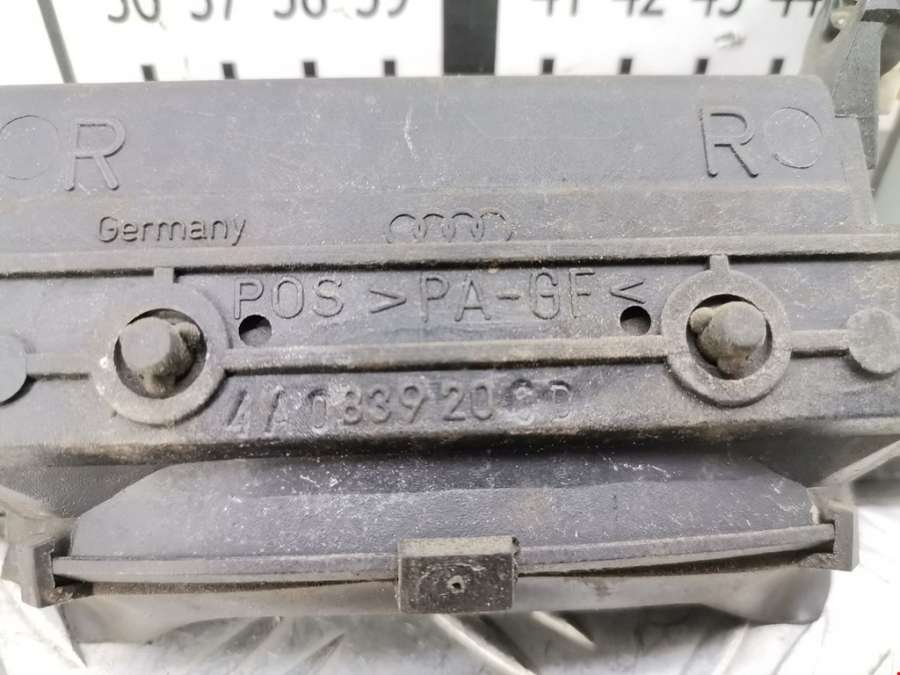 36 37 38 39 41 42 43 44
R R
Germany
POS >PA-GF<
4A0839206D